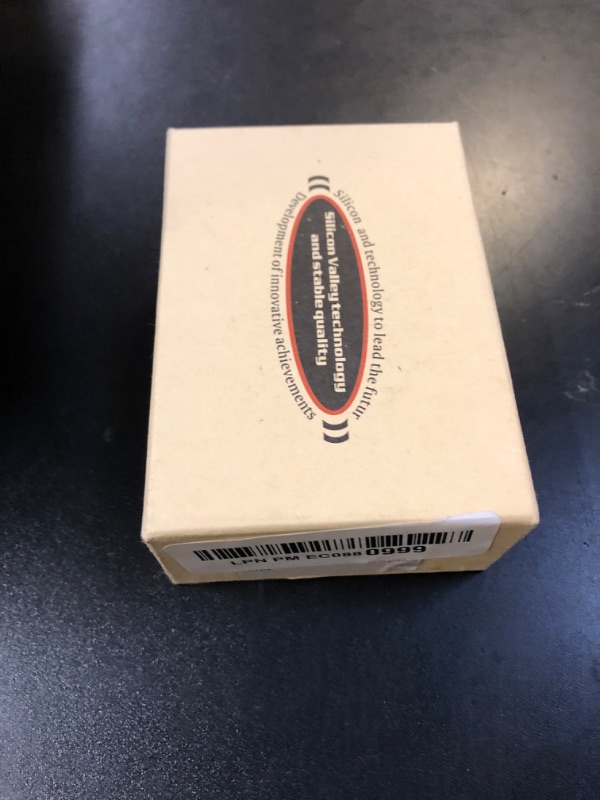 Silicon and technology to lead the futur
Silicon Valley technology
and stable quality
Development of innovative achievements
LPN PM EC088 0999